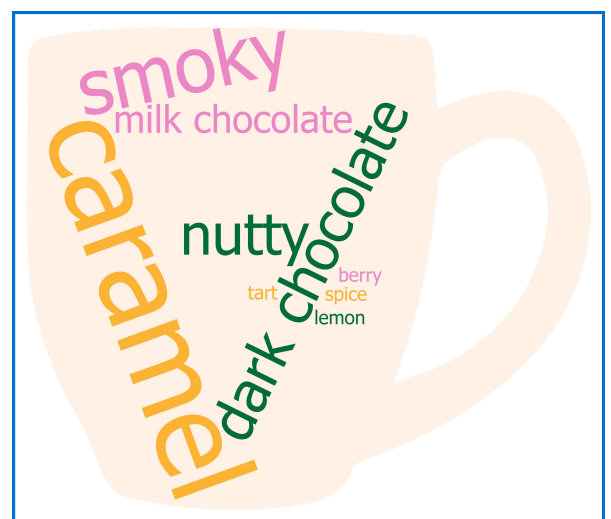 smoky
milk chocolate
caramel
dark chocolate
nutty
berry
tart
spice
lemon